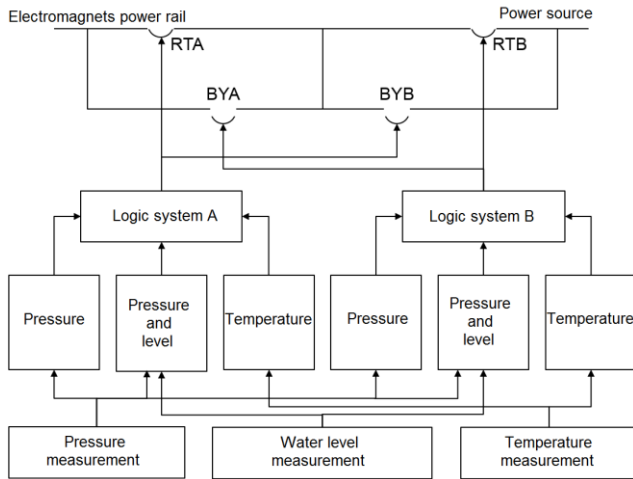 Electromagnets power rail
Power source
RTA
RTB
BYA
BYB
Logic system A
Logic system B
Pressure
Pressure
and
level
Temperature
Pressure
Pressure
and
level
Temperature
Pressure
measurement
Water level
measurement
Temperature
measurement